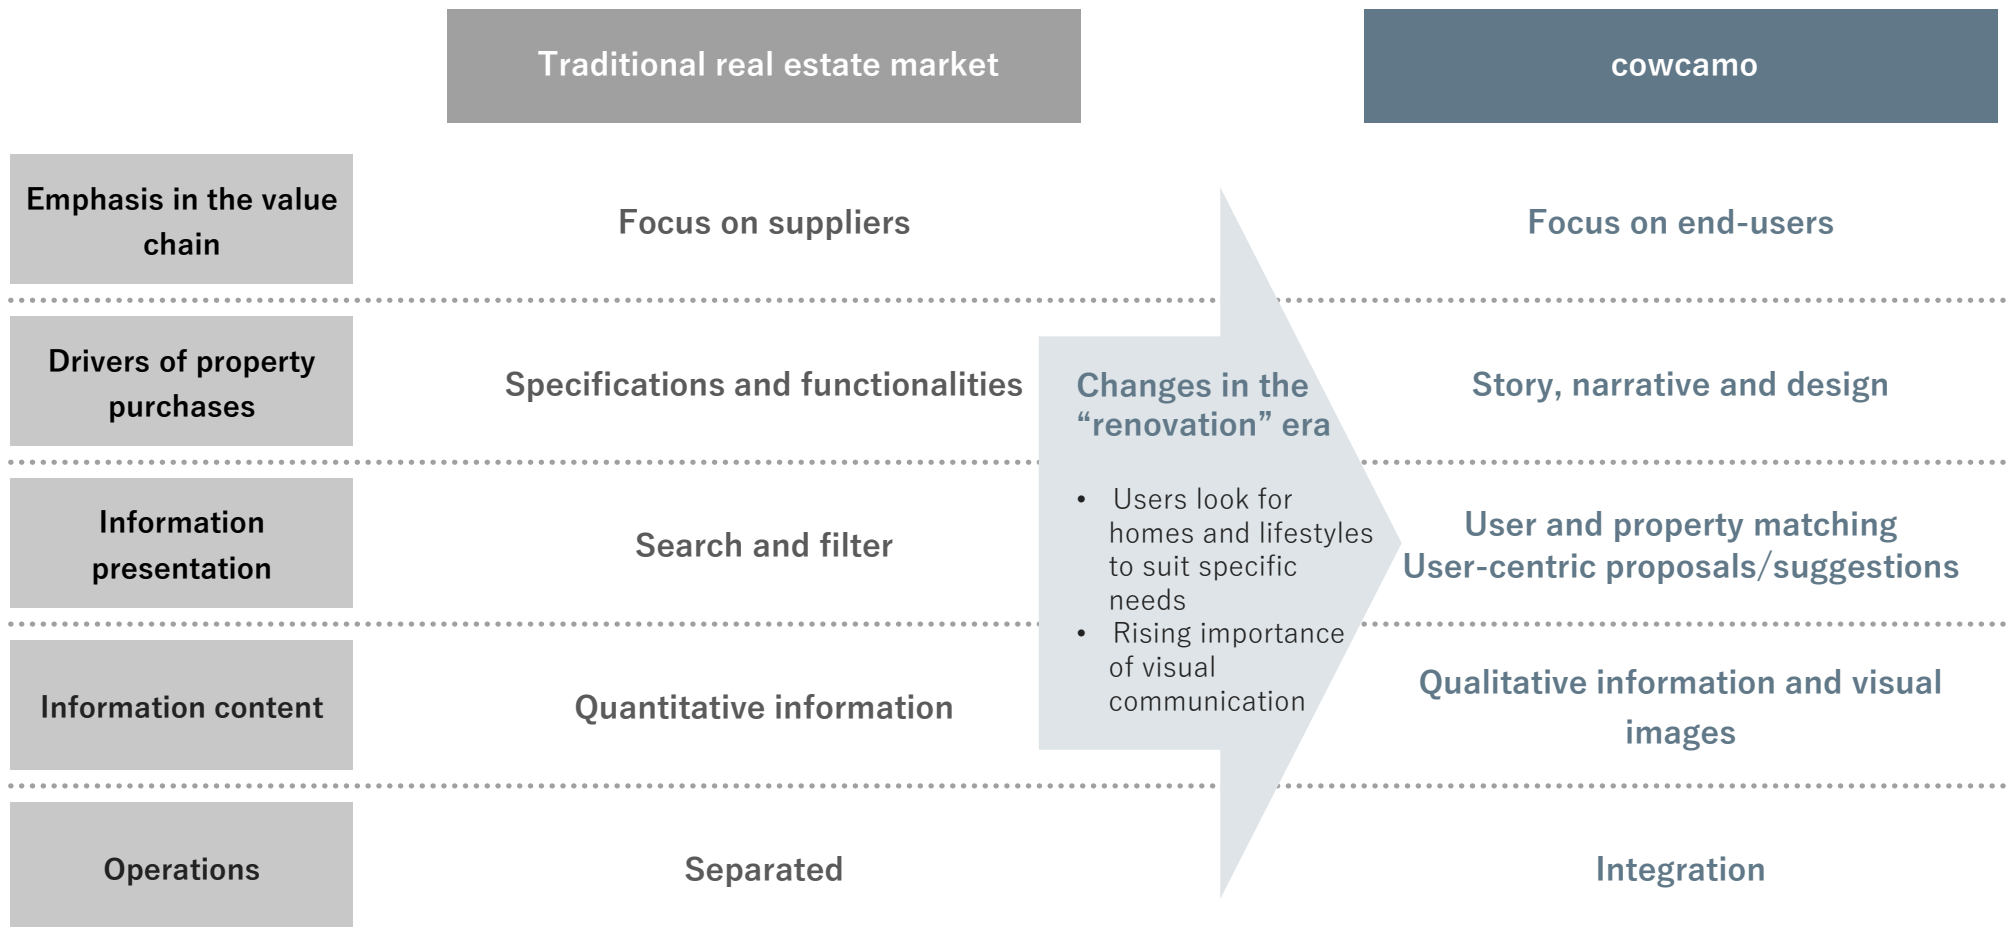 Traditional real estate market
cowcamo
Emphasis in the value
chain
Focus on suppliers
Focus on end-users
Drivers of property
purchases
Specifications and functionalities
Story, narrative and design
Information
presentation
Search and filter
User and property matching
User-centric proposals/suggestions
Information content
Quantitative information
Qualitative information and visual
images
Operations
Separated
Integration
Changes in the
“renovation” era
• Users look for
homes and lifestyles
to suit specific
needs
• Rising importance
of visual
communication